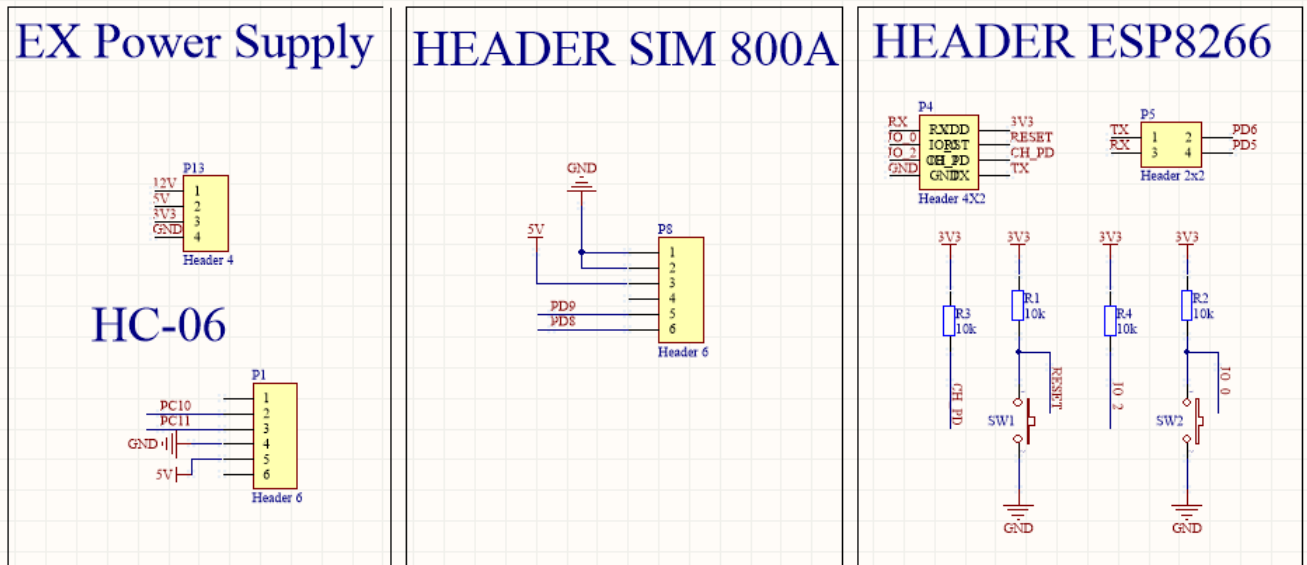 EX Power Supply
P13
12V
5V
3V3
GND
1
2
3
4
Header 4
HC-06
P1
PC10
PC11
GND
5V
1
2
3
4
5
6
Header 6
HEADER SIM 800A
GND
5V
P8
PD9
PD8
1
2
3
4
5
6
Header 6
HEADER ESP8266
P4
RX
IO_0
IO_2
GND
3V3
RESET
CH_PD
TX
Header 4X2
P5
TX
RX
1 2
3 4
PD6
PD5
Header 2x2
3V3
R3
10k
CH_PD
3V3
R1
10k
RESET
SW1
GND
3V3
R4
10k
IO_2
3V3
R2
10k
IO_0
SW2
GND